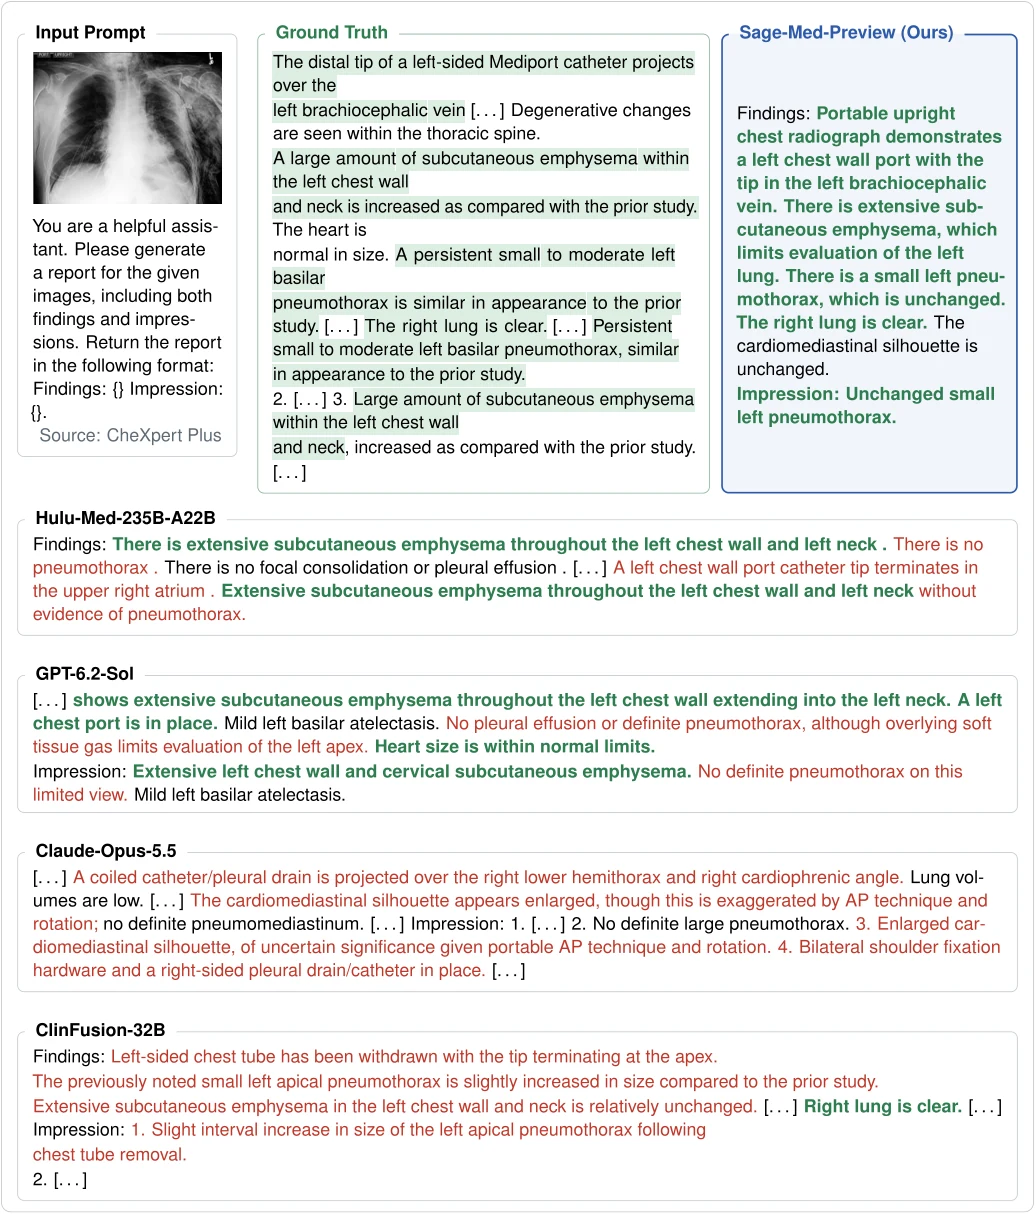 Input Prompt
You are a helpful assis-
tant. Please generate
a report for the given
images, including both
findings and impres-
sions. Return the report
in the following format:
Findings: {} Impression:
{}.
Source: CheXpert Plus
Ground Truth
The distal tip of a left-sided Mediport catheter projects
over the
left brachiocephalic vein [...] Degenerative changes
are seen within the thoracic spine.
A large amount of subcutaneous emphysema within
the left chest wall
and neck is increased as compared with the prior study.
The heart is
normal in size. A persistent small to moderate left
basilar
pneumothorax is similar in appearance to the prior
study. [...] The right lung is clear. [...] Persistent
small to moderate left basilar pneumothorax, similar
in appearance to the prior study.
2. [...] 3. Large amount of subcutaneous emphysema
within the left chest wall
and neck, increased as compared with the prior study.
[...]
Sage-Med-Preview (Ours)
Findings: Portable upright
chest radiograph demonstrates
a left chest wall port with the
tip in the left brachiocephalic
vein. There is extensive sub-
cutaneous emphysema, which
limits evaluation of the left
lung. There is a small left pneu-
mothorax, which is unchanged.
The right lung is clear. The
cardiomediastinal silhouette is
unchanged.
Impression: Unchanged small
left pneumothorax.
Hulu-Med-235B-A22B
Findings: There is extensive subcutaneous emphysema throughout the left chest wall and left neck . There is no
pneumothorax . There is no focal consolidation or pleural effusion . [...] A left chest wall port catheter tip terminates in
the upper right atrium . Extensive subcutaneous emphysema throughout the left chest wall and left neck without
evidence of pneumothorax.
GPT-6.2-Sol
[...] shows extensive subcutaneous emphysema throughout the left chest wall extending into the left neck. A left
chest port is in place. Mild left basilar atelectasis. No pleural effusion or definite pneumothorax, although overlying soft
tissue gas limits evaluation of the left apex. Heart size is within normal limits.
Impression: Extensive left chest wall and cervical subcutaneous emphysema. No definite pneumothorax on this
limited view. Mild left basilar atelectasis.
Claude-Opus-5.5
[...] A coiled catheter/pleural drain is projected over the right lower hemithorax and right cardiophrenic angle. Lung vol-
umes are low. [...] The cardiomediastinal silhouette appears enlarged, though this is exaggerated by AP technique and
rotation; no definite pneumomediastinum. [...] Impression: 1. [...] 2. No definite large pneumothorax. 3. Enlarged car-
diomediastinal silhouette, of uncertain significance given portable AP technique and rotation. 4. Bilateral shoulder fixation
hardware and a right-sided pleural drain/catheter in place. [...]
ClinFusion-32B
Findings: Left-sided chest tube has been withdrawn with the tip terminating at the apex.
The previously noted small left apical pneumothorax is slightly increased in size compared to the prior study.
Extensive subcutaneous emphysema in the left chest wall and neck is relatively unchanged. [...] Right lung is clear. [...]
Impression: 1. Slight interval increase in size of the left apical pneumothorax following
chest tube removal.
2. [...]